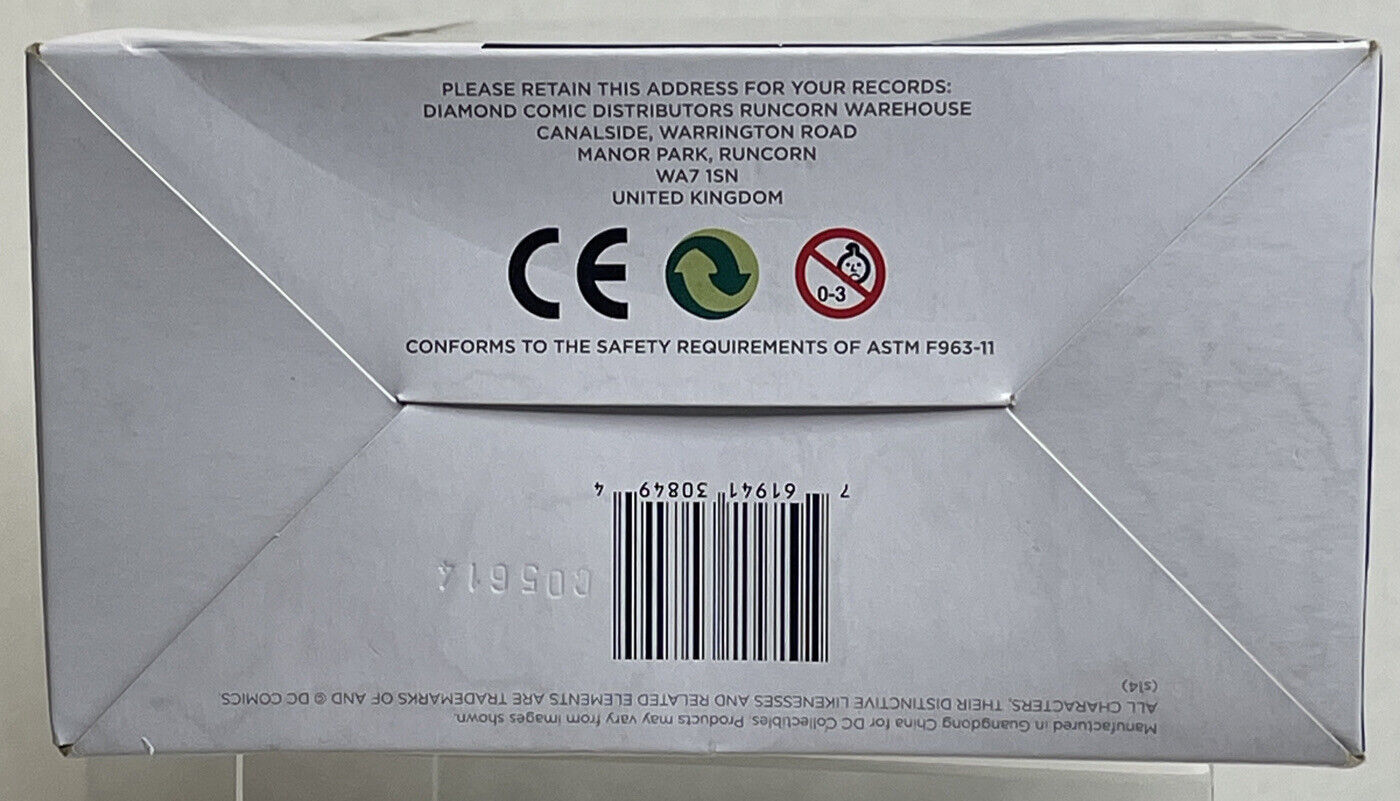 PLEASE RETAIN THIS ADDRESS FOR YOUR RECORDS:
DIAMOND COMIC DISTRIBUTORS RUNCORN WAREHOUSE
CANALSIDE, WARRINGTON ROAD
MANOR PARK, RUNCORN
WA7 1SN
UNITED KINGDOM
CE
0-3
CONFORMS TO THE SAFETY REQUIREMENTS OF ASTM F963-11
7 61941 30849 4
C05614
Manufactured in Guangdong China for DC Collectibles. Products may vary from images shown.
ALL CHARACTERS, THEIR DISTINCTIVE LIKENESSES AND RELATED ELEMENTS ARE TRADEMARKS OF AND © DC COMICS.
(s14)